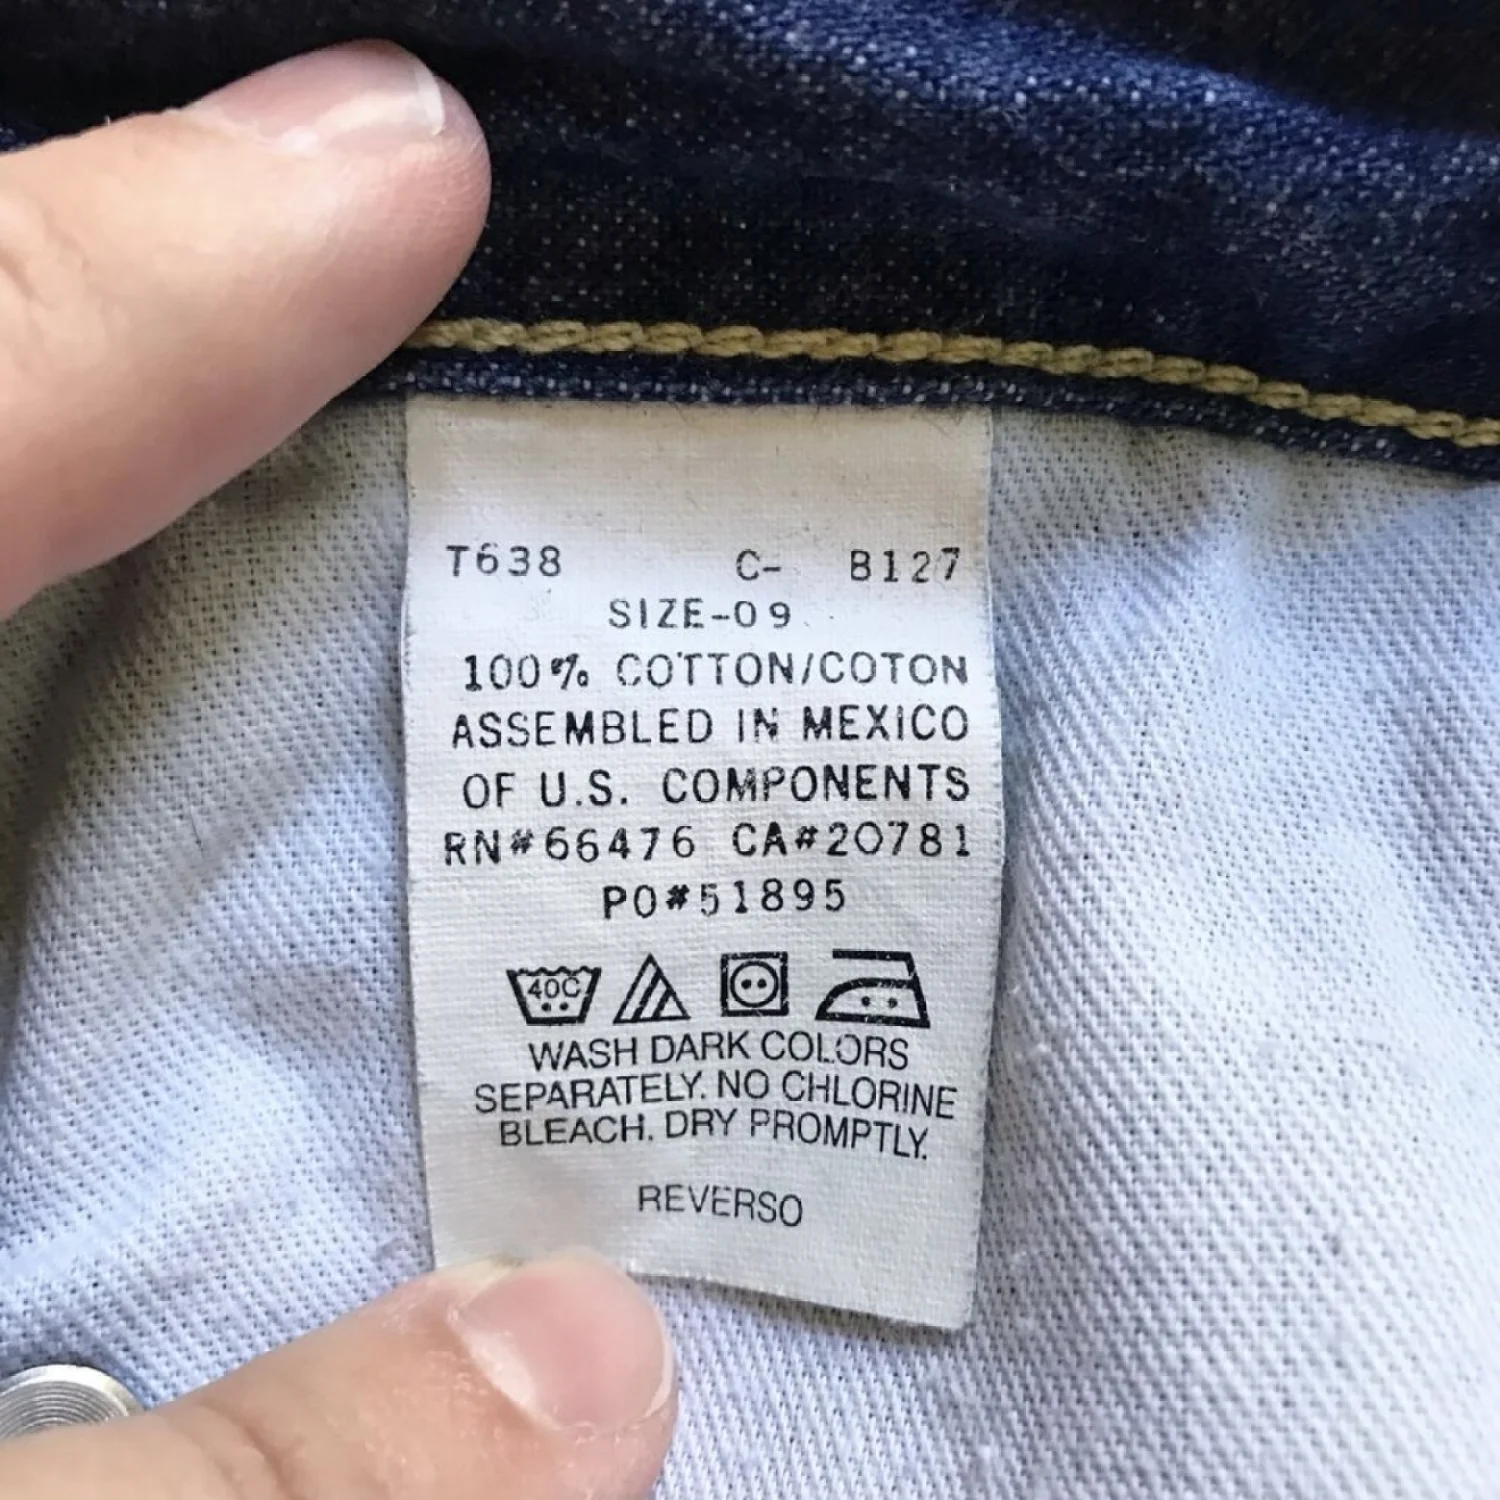 T638 C- B127
SIZE-09
100% COTTON/COTON
ASSEMBLED IN MEXICO
OF U.S. COMPONENTS
RN#66476 CA#20781
PO#51895
40C
WASH DARK COLORS
SEPARATELY. NO CHLORINE
BLEACH. DRY PROMPTLY.
REVERSO